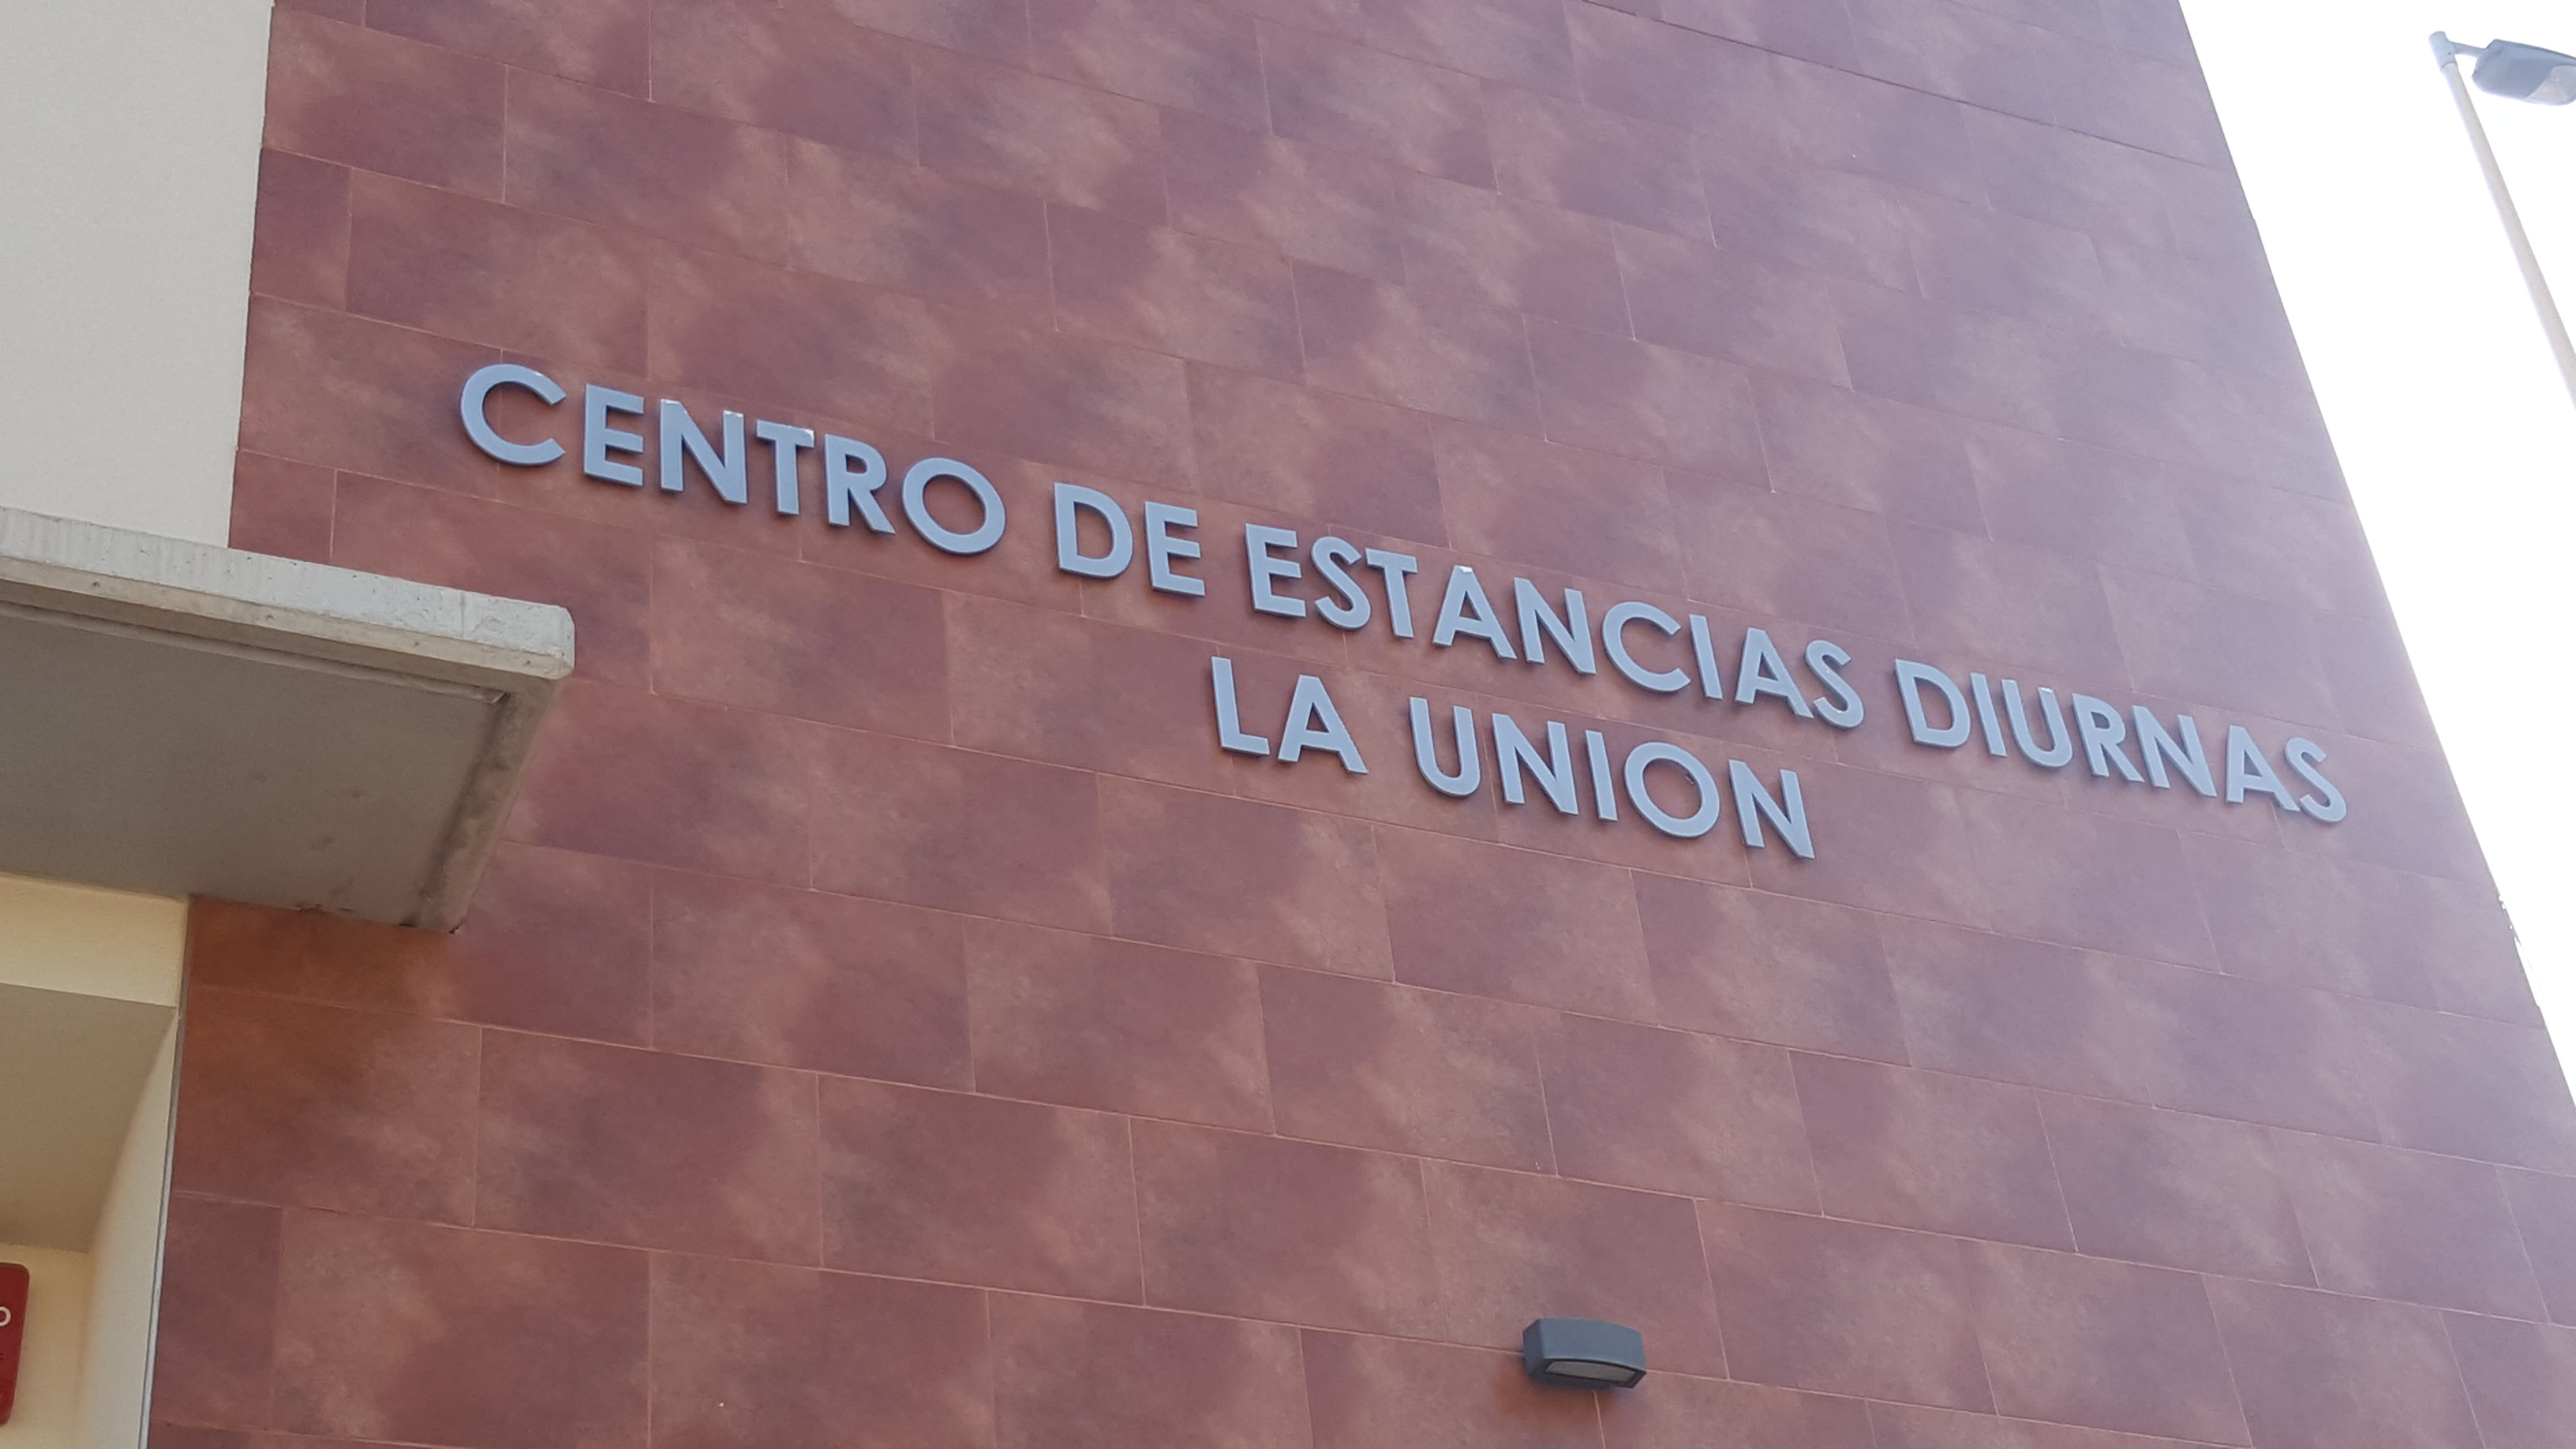 CENTRO DE ESTANCIAS DIURNAS
LA UNION